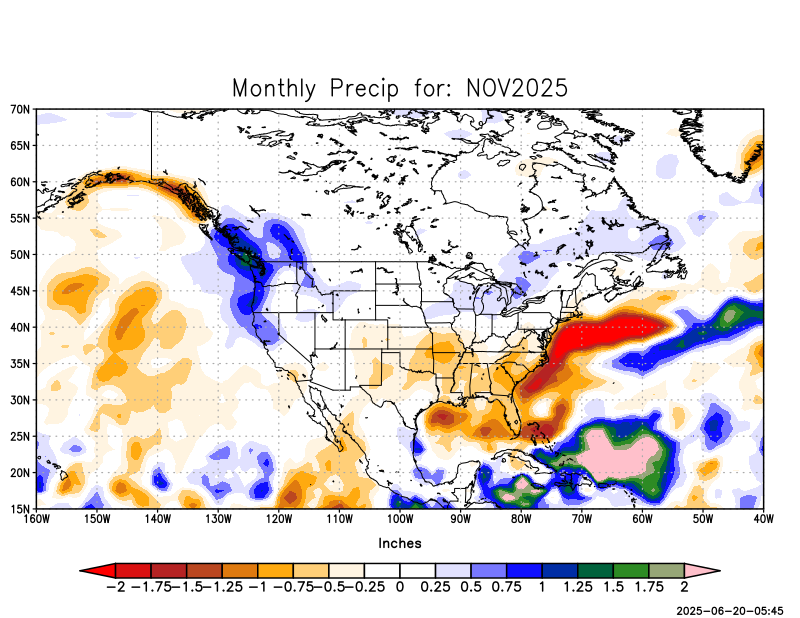 Monthly Precip for: NOV2025
70N
65N
60N
55N
50N
45N
40N
35N
30N
25N
20N
15N
160W 150W 140W 130W 120W 110W 100W 90W 80W 70W 60W 50W 40W
Inches
-2 -1.75-1.5-1.25 -1 -0.75-0.5-0.25 0 0.25 0.5 0.75 1 1.25 1.5 1.75 2
2025-06-20-05:45